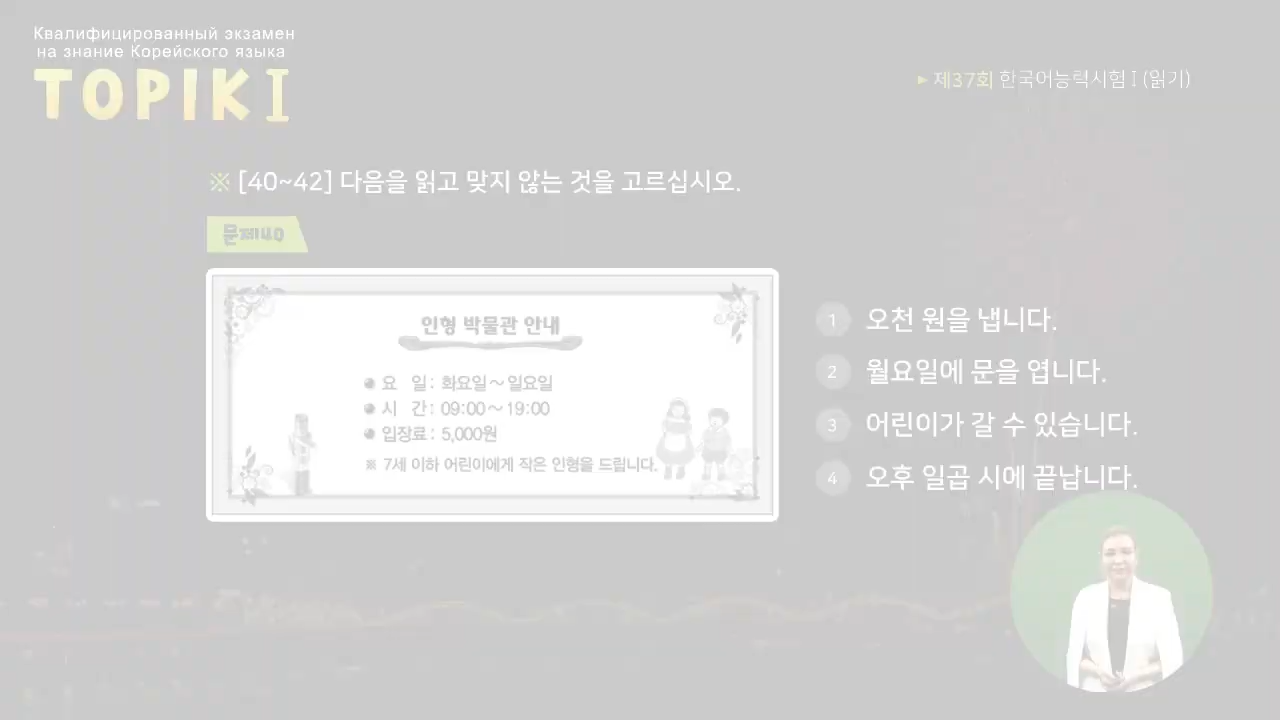 Квалифицированный экзамен
на знание Корейского языка
TOPIK I
▸ 제37회 한국어능력시험 I (읽기)
※ [40~42] 다음을 읽고 맞지 않는 것을 고르십시오.
문제40
인형 박물관 안내
요 일 : 화요일~일요일
시 간 : 09:00~19:00
입장료 : 5,000원
※ 7세 이하 어린이에게 작은 인형을 드립니다.
1 오천 원을 냅니다.
2 월요일에 문을 엽니다.
3 어린이가 갈 수 있습니다.
4 오후 일곱 시에 끝납니다.